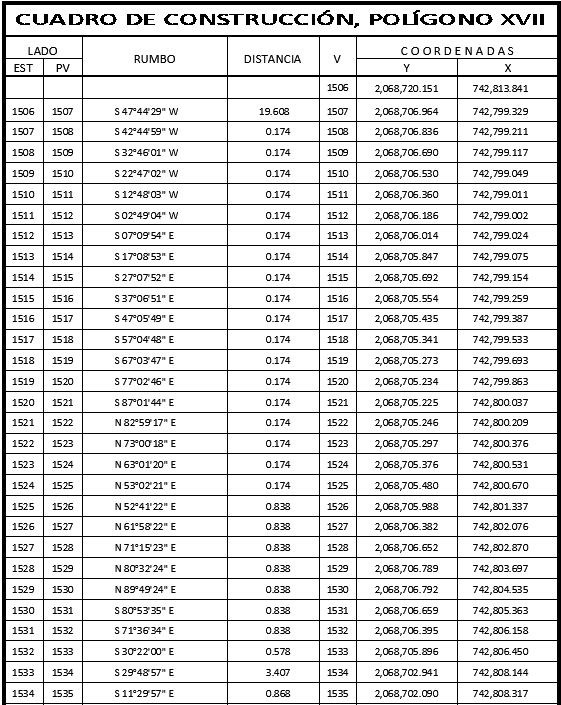 CUADRO DE CONSTRUCCIÓN, POLÍGONO XVII
LADO RUMBO DISTANCIA V COORDENADAS
EST PV Y X
1506 2,068,720.151 742,813.841
1506 1507 S 47°44'29" W 19.608 1507 2,068,706.964 742,799.329
1507 1508 S 42°44'59" W 0.174 1508 2,068,706.836 742,799.211
1508 1509 S 32°46'01" W 0.174 1509 2,068,706.690 742,799.117
1509 1510 S 22°47'02" W 0.174 1510 2,068,706.530 742,799.049
1510 1511 S 12°48'03" W 0.174 1511 2,068,706.360 742,799.011
1511 1512 S 02°49'04" W 0.174 1512 2,068,706.186 742,799.002
1512 1513 S 07°09'54" E 0.174 1513 2,068,706.014 742,799.024
1513 1514 S 17°08'53" E 0.174 1514 2,068,705.847 742,799.075
1514 1515 S 27°07'52" E 0.174 1515 2,068,705.692 742,799.154
1515 1516 S 37°06'51" E 0.174 1516 2,068,705.554 742,799.259
1516 1517 S 47°05'49" E 0.174 1517 2,068,705.435 742,799.387
1517 1518 S 57°04'48" E 0.174 1518 2,068,705.341 742,799.533
1518 1519 S 67°03'47" E 0.174 1519 2,068,705.273 742,799.693
1519 1520 S 77°02'46" E 0.174 1520 2,068,705.234 742,799.863
1520 1521 S 87°01'44" E 0.174 1521 2,068,705.225 742,800.037
1521 1522 N 82°59'17" E 0.174 1522 2,068,705.246 742,800.209
1522 1523 N 73°00'18" E 0.174 1523 2,068,705.297 742,800.376
1523 1524 N 63°01'20" E 0.174 1524 2,068,705.376 742,800.531
1524 1525 N 53°02'21" E 0.174 1525 2,068,705.480 742,800.670
1525 1526 N 52°41'22" E 0.838 1526 2,068,705.988 742,801.337
1526 1527 N 61°58'22" E 0.838 1527 2,068,706.382 742,802.076
1527 1528 N 71°15'23" E 0.838 1528 2,068,706.652 742,802.870
1528 1529 N 80°32'24" E 0.838 1529 2,068,706.789 742,803.697
1529 1530 N 89°49'24" E 0.838 1530 2,068,706.792 742,804.535
1530 1531 S 80°53'35" E 0.838 1531 2,068,706.659 742,805.363
1531 1532 S 71°36'34" E 0.838 1532 2,068,706.395 742,806.158
1532 1533 S 30°22'00" E 0.578 1533 2,068,705.896 742,806.450
1533 1534 S 29°48'57" E 3.407 1534 2,068,702.941 742,808.144
1534 1535 S 11°29'57" E 0.868 1535 2,068,702.090 742,808.317